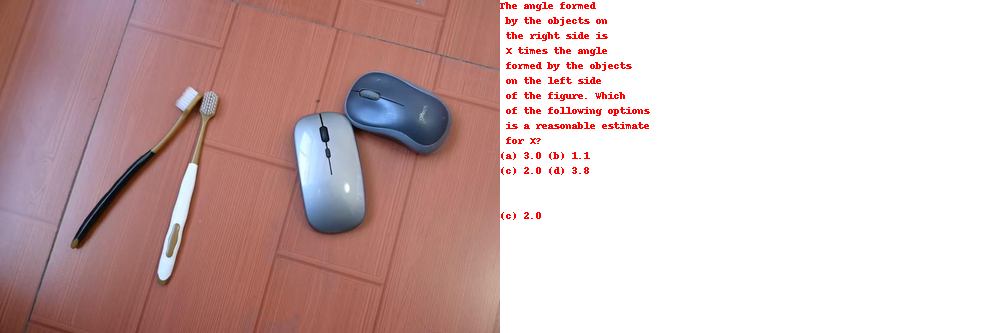 The angle formed
by the objects on
the right side is
X times the angle
formed by the objects
on the left side
of the figure. Which
of the following options
is a reasonable estimate
for X?
(a) 3.0 (b) 1.1
(c) 2.0 (d) 3.8
(c) 2.0